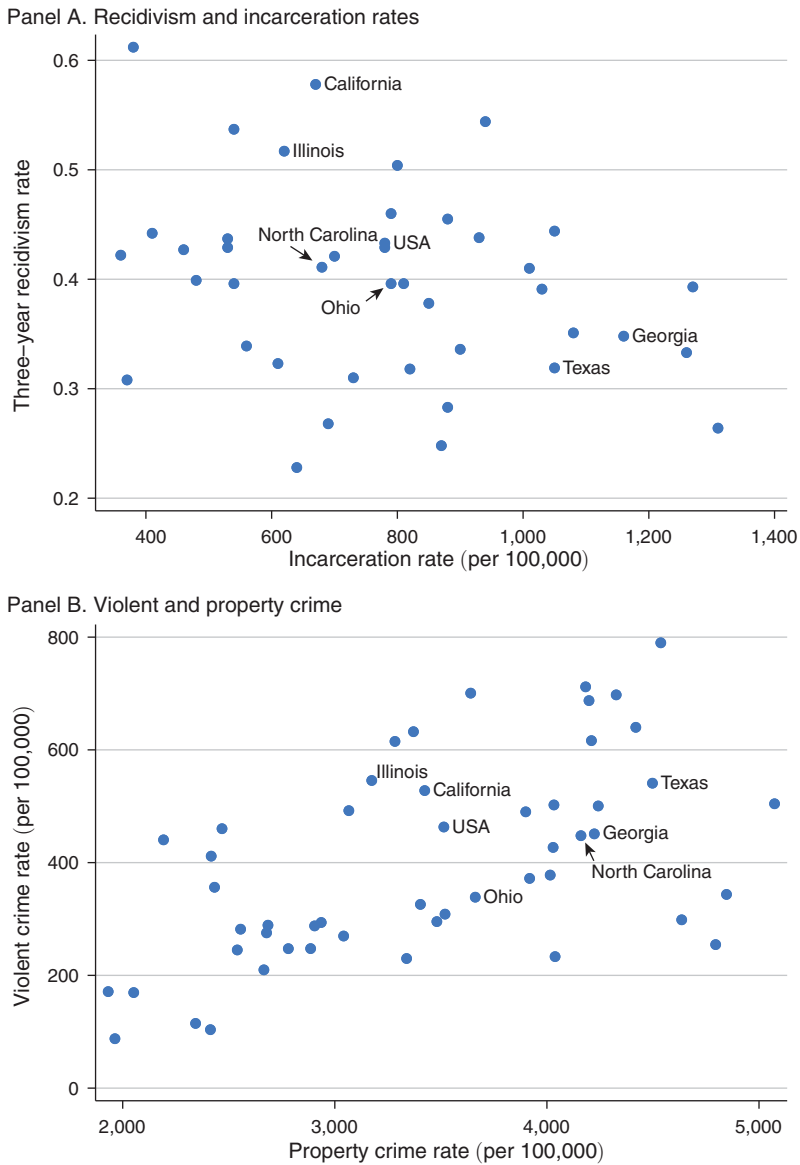 Panel A. Recidivism and incarceration rates
Three−year recidivism rate
0.6
0.5
0.4
0.3
0.2
California
Illinois
North Carolina
USA
Ohio
Georgia
Texas
400
600
800
1,000
1,200
1,400
Incarceration rate (per 100,000)
Panel B. Violent and property crime
Violent crime rate (per 100,000)
800
600
400
200
0
Illinois
California
Texas
USA
Georgia
North Carolina
Ohio
2,000
3,000
4,000
5,000
Property crime rate (per 100,000)